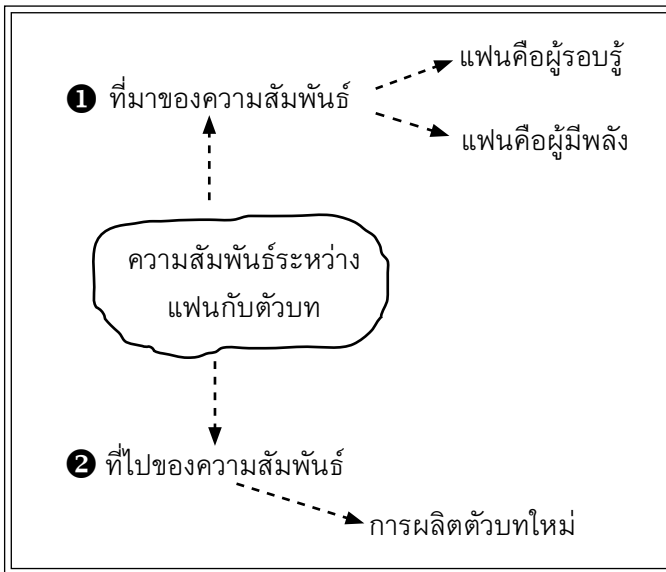 แฟนคือผู้รอบรู้
❶ ที่มาของความสัมพันธ์
แฟนคือผู้มีพลัง
ความสัมพันธ์ระหว่าง
แฟนกับตัวบท
❷ ที่ไปของความสัมพันธ์
การผลิตตัวบทใหม่